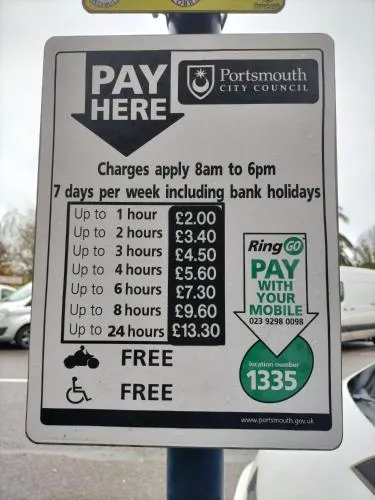 PAY
HERE
Portsmouth
CITY COUNCIL
Charges apply 8am to 6pm
7 days per week including bank holidays
Up to 1 hour £2.00
Up to 2 hours £3.40
Up to 3 hours £4.50
Up to 4 hours £5.60
Up to 6 hours £7.30
Up to 8 hours £9.60
Up to 24 hours £13.30
FREE
FREE
RingGO
PAY
WITH
YOUR
MOBILE
023 9298 0098
location number
1335
www.portsmouth.gov.uk